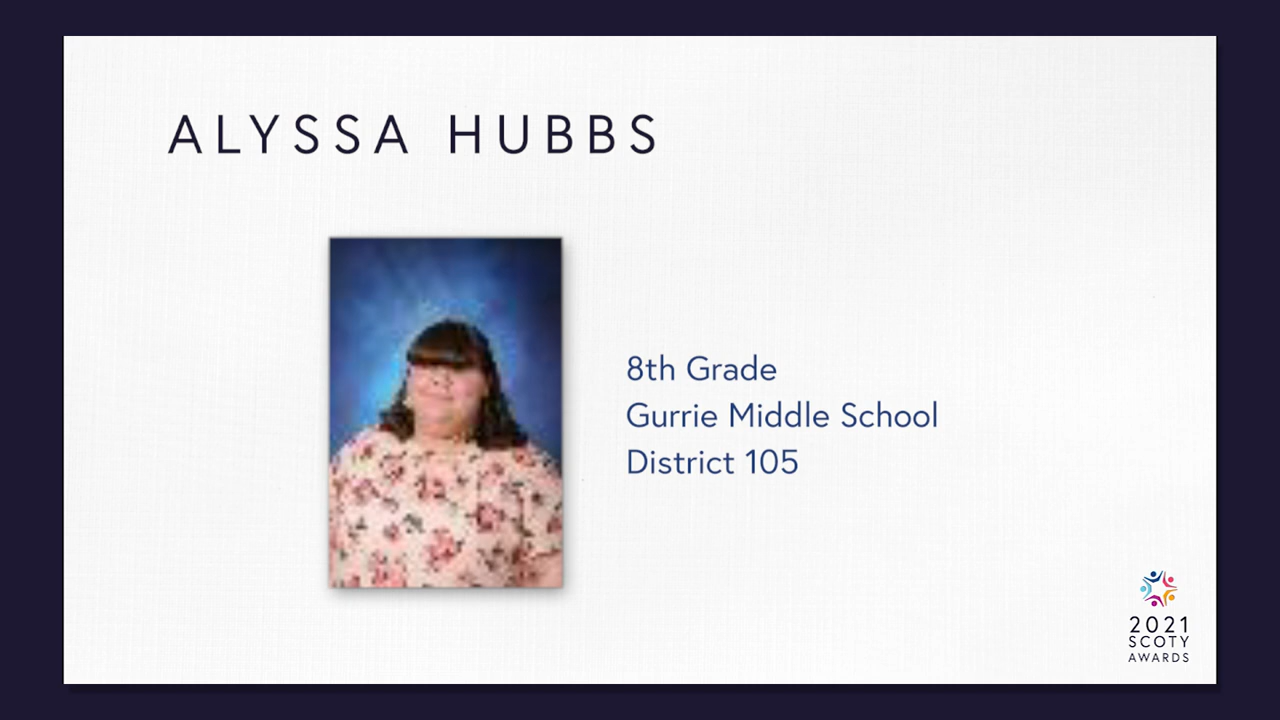 ALYSSA HUBBS
8th Grade
Gurrie Middle School
District 105
2021
SCOTY
AWARDS